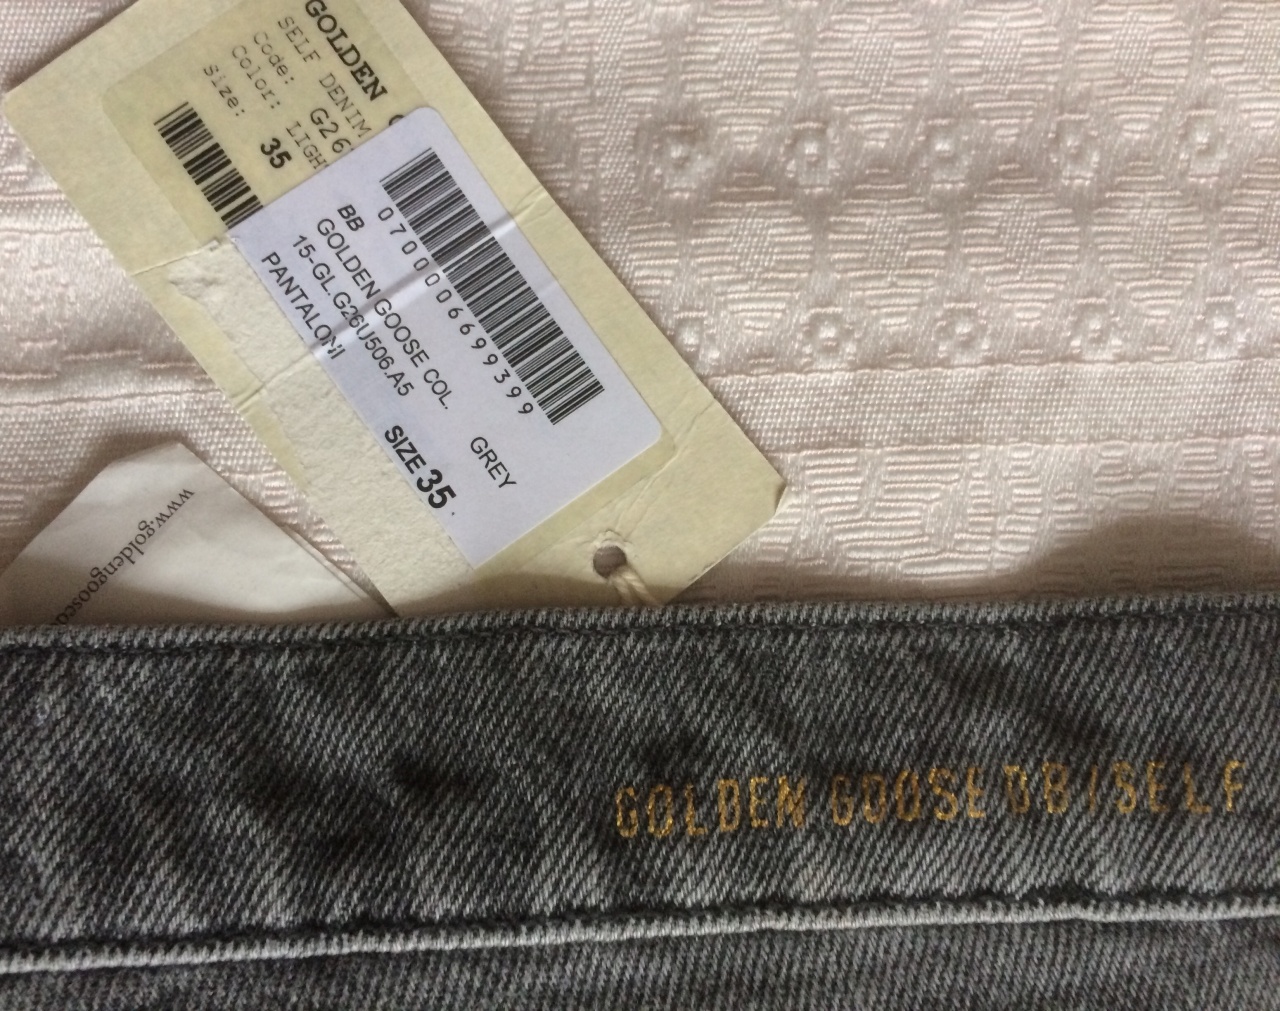 GOLDEN
SELF DENIM
Code: G26
Color: LIGH
Size: 35
0700006699399
BB
GOLDEN GOOSE COL.
15-GL.G26U506.A5
PANTALONI
GREY
SIZE 35
www.goldengoosed
GOLDEN GOOSE DB/SELF